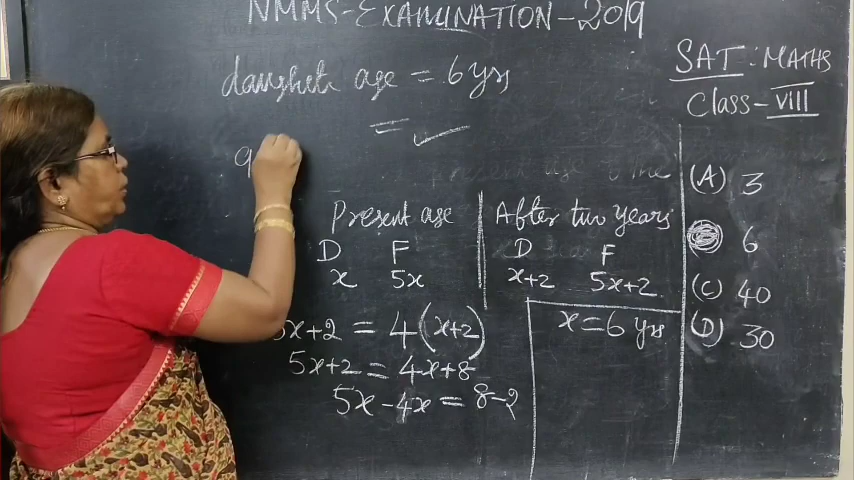 NMMS-EXAMINATION-2019
SAT: MATHS
Class-VIII
daughter age = 6 yrs
=
Present age
D F
x 5x
After two years
D F
x+2 5x+2
5x+2 = 4(x+2)
5x+2 = 4x+8
5x-4x = 8-2
x=6 yrs
(A) 3
6
(C) 40
(D) 30